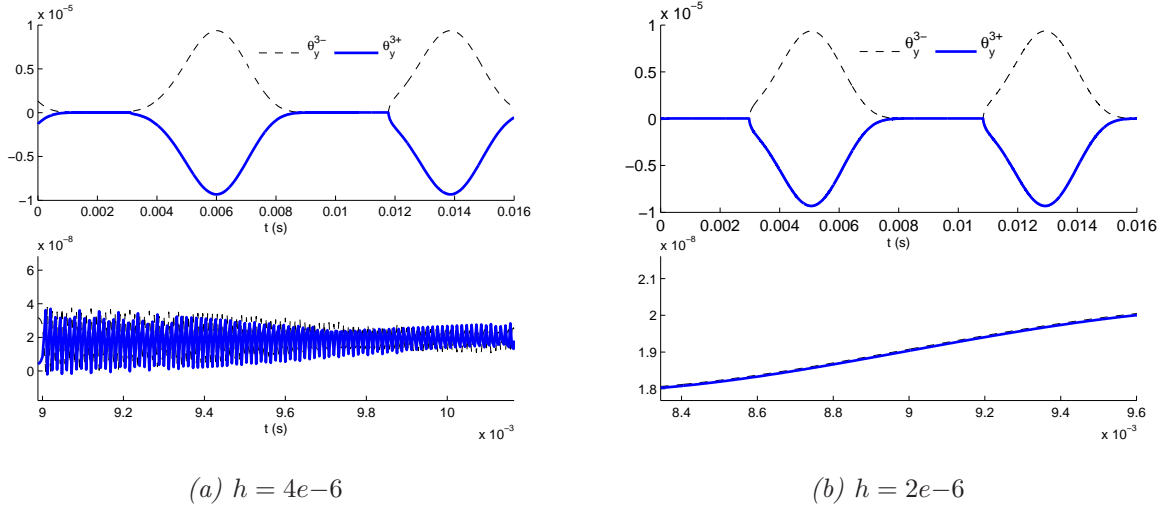 x 10^-5
1
0.5
0
−0.5
−1
θ_y^3− θ_y^3+
0 0.002 0.004 0.006 0.008 0.01 0.012 0.014 0.016
t (s)
x 10^-8
6
4
2
0
9 9.2 9.4 9.6 9.8 10
t (s)
x 10^-3
(a) h = 4e−6
x 10^-5
1
0.5
0
−0.5
−1
θ_y^3− θ_y^3+
0 0.002 0.004 0.006 0.008 0.01 0.012 0.014 0.016
t (s)
x 10^-8
2.1
2
1.9
1.8
8.4 8.6 8.8 9 9.2 9.4 9.6
x 10^-3
(b) h = 2e−6